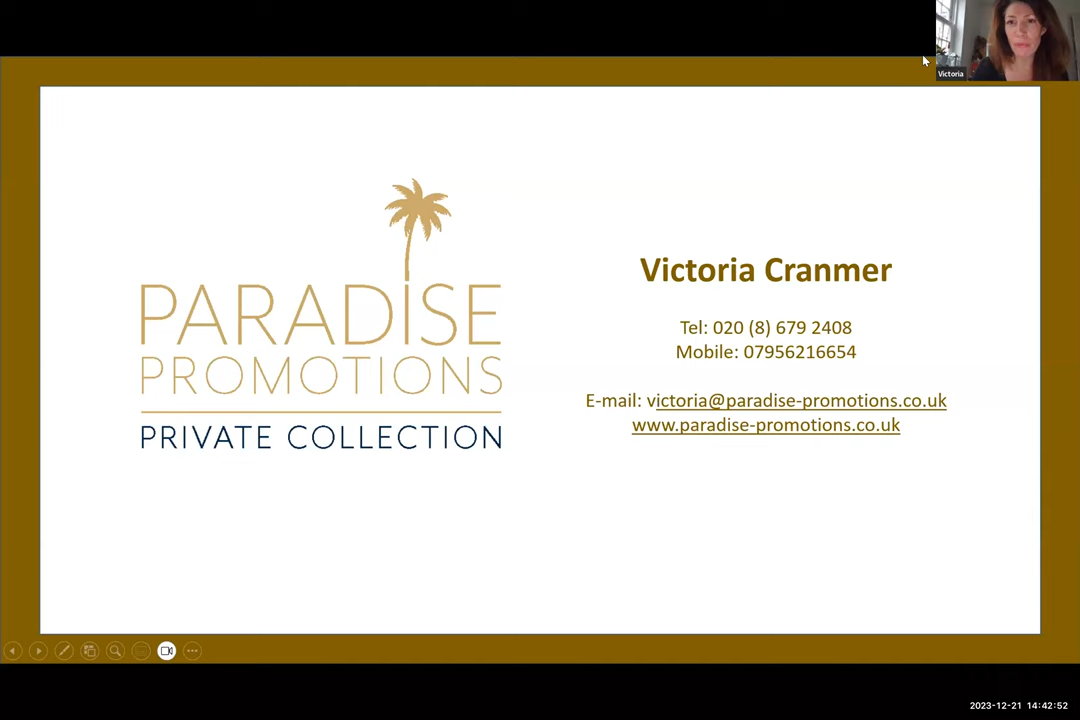 Victoria
PARADISE
PROMOTIONS
PRIVATE COLLECTION
Victoria Cranmer
Tel: 020 (8) 679 2408
Mobile: 07956216654
E-mail: victoria@paradise-promotions.co.uk
www.paradise-promotions.co.uk
2023-12-21 14:42:52